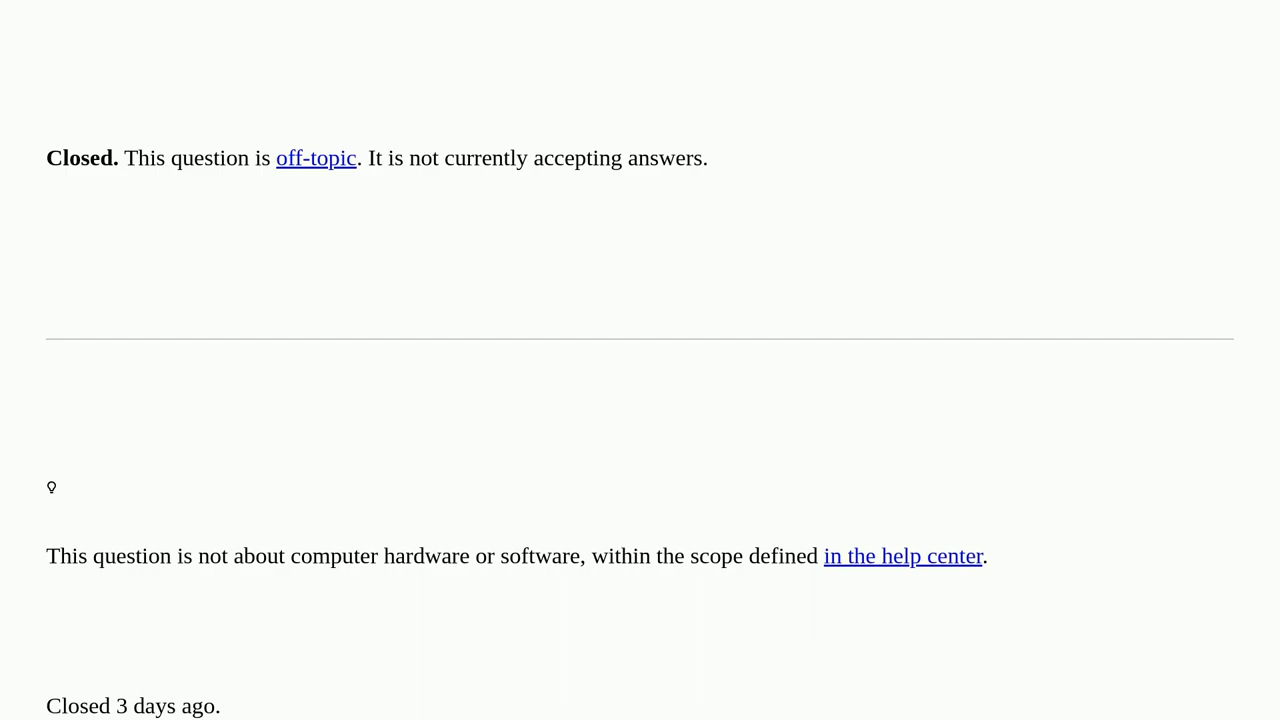 Closed. This question is off-topic. It is not currently accepting answers.
This question is not about computer hardware or software, within the scope defined in the help center.
Closed 3 days ago.